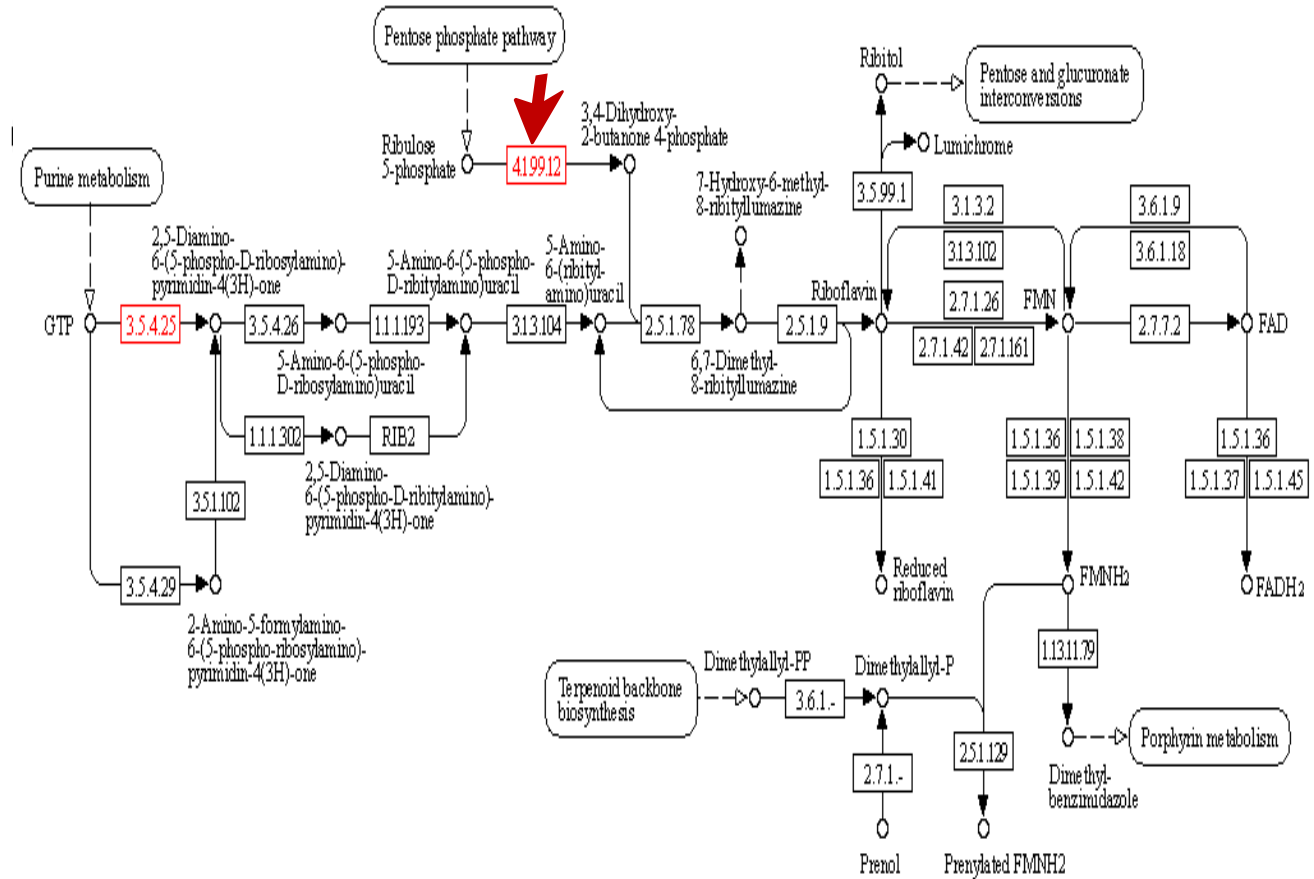 Pentose phosphate pathway
Ribitol
Pentose and glucuronate
interconversions
3,4-Dihydroxy-
2-butanone 4-phosphate
Ribulose
5-phosphate
4.1.99.12
Lumichrome
Purine metabolism
7-Hydroxy-6-methyl-
8-ribityllumazine
3.5.99.1
3.1.3.2
3.6.1.9
2,5-Diamino-
6-(5-phospho-D-ribosylamino)-
pyrimidin-4(3H)-one
5-Amino-6-(5-phospho-
D-ribitylamino)uracil
5-Amino-
6-(ribityl-
amino)uracil
3.1.3.102
3.6.1.18
Riboflavin
2.7.1.26
FMN
GTP
3.5.4.25
3.5.4.26
1.1.1.193
3.1.3.104
2.5.1.78
2.5.1.9
2.7.7.2
FAD
2.7.1.42
2.7.1.161
5-Amino-6-(5-phospho-
D-ribosylamino)uracil
6,7-Dimethyl-
8-ribityllumazine
1.1.1.302
RIB2
1.5.1.30
1.5.1.36
1.5.1.38
1.5.1.36
2,5-Diamino-
6-(5-phospho-D-ribitylamino)-
pyrimidin-4(3H)-one
1.5.1.36
1.5.1.41
1.5.1.39
1.5.1.42
1.5.1.37
1.5.1.45
3.5.1.102
3.5.4.29
Reduced
riboflavin
FMNH2
FADH2
2-Amino-5-formylamino-
6-(5-phospho-ribosylamino)-
pyrimidin-4(3H)-one
1.13.11.79
Dimethylallyl-PP
Dimethylallyl-P
Terpenoid backbone
biosynthesis
3.6.1.-
Porphyrin metabolism
2.5.1.129
2.7.1.-
Dimethyl-
benzimidazole
Prenol
Prenylated FMNH2